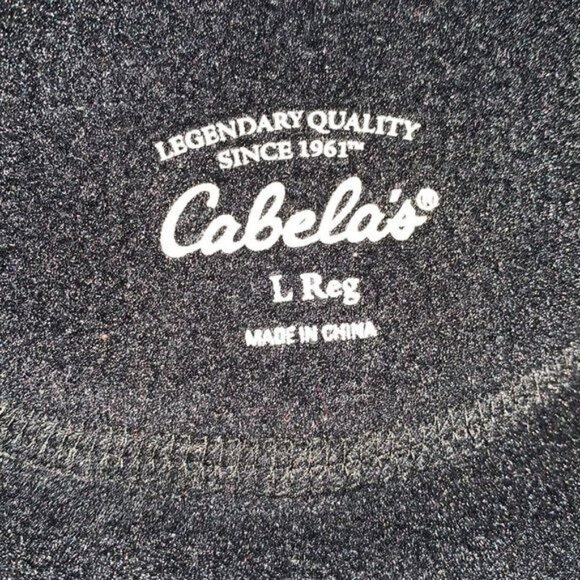 LEGENDARY QUALITY
SINCE 1961™
Cabela's®
L Reg
MADE IN CHINA